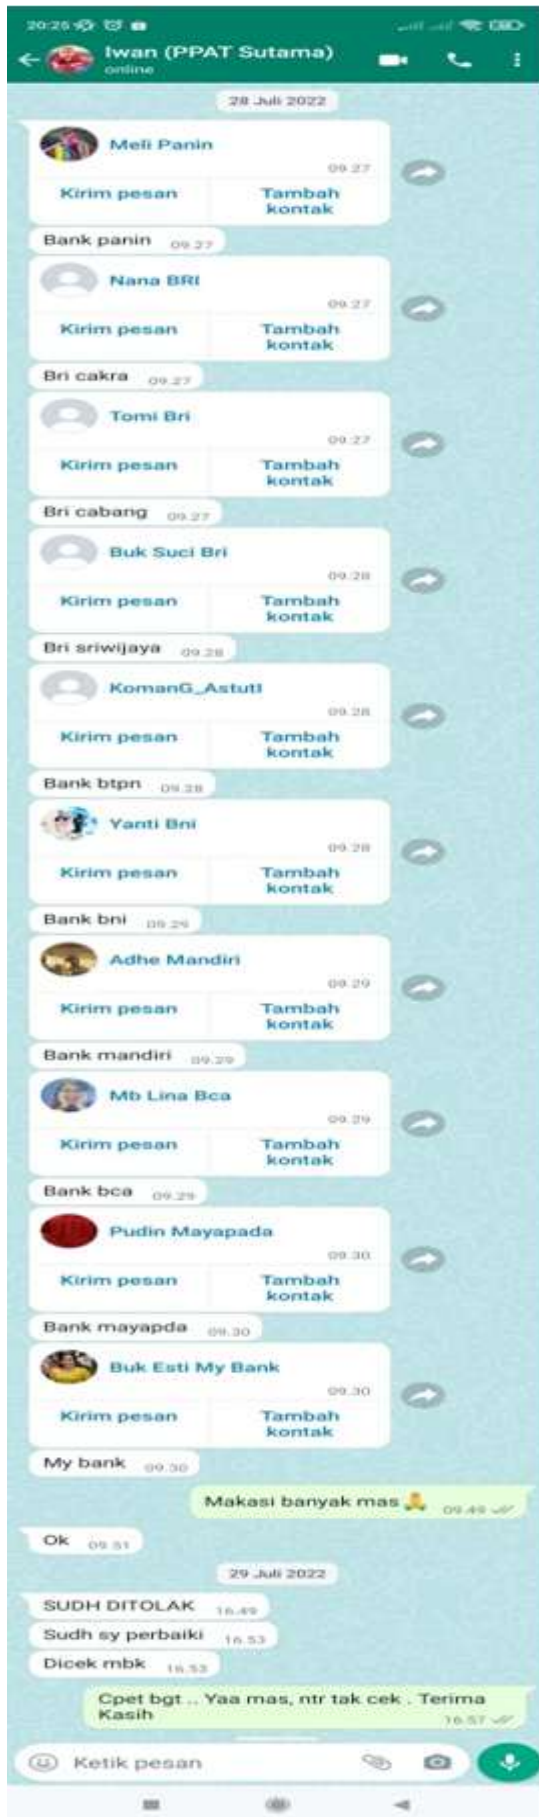 20:25
Iwan (PPAT Sutama)
online
28 Juli 2022
Meli Panin
09.27
Kirim pesan Tambah
kontak
Bank panin 09.27
Nana BRI
09.27
Kirim pesan Tambah
kontak
Bri cakra 09.27
Tomi Bri
09.27
Kirim pesan Tambah
kontak
Bri cabang 09.27
Buk Suci Bri
09.28
Kirim pesan Tambah
kontak
Bri sriwijaya 09.28
KomanG_AstutI
09.28
Kirim pesan Tambah
kontak
Bank btpn 09.28
Yanti Bni
09.28
Kirim pesan Tambah
kontak
Bank bni 09.29
Adhe Mandiri
09.29
Kirim pesan Tambah
kontak
Bank mandiri 09.29
Mb Lina Bca
09.29
Kirim pesan Tambah
kontak
Bank bca 09.29
Pudin Mayapada
09.30
Kirim pesan Tambah
kontak
Bank mayapda 09.30
Buk Esti My Bank
09.30
Kirim pesan Tambah
kontak
My bank 09.30
Makasi banyak mas🙏 09.49
Ok 09.51
29 Juli 2022
SUDH DITOLAK 16.49
Sudh sy perbaiki 16.53
Dicek mbk 16.53
Cpet bgt .. Yaa mas, ntr tak cek . Terima
Kasih 16.57
Ketik pesan